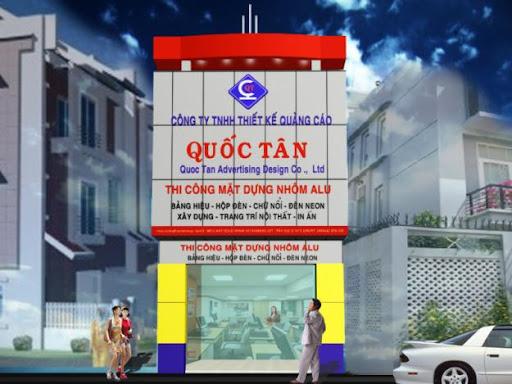 QT
CÔNG TY TNHH THIẾT KẾ QUẢNG CÁO
QUỐC TÂN
Quoc Tan Advertising Design Co ., Ltd
THI CÔNG MẶT DỰNG NHÔM ALU
BẢNG HIỆU - HỘP ĐÈN - CHỮ NỔI - ĐÈN NEON
XÂY DỰNG - TRANG TRÍ NỘI THẤT - IN ẤN
THI CÔNG MẶT DỰNG NHÔM ALU
BẢNG HIỆU - HỘP ĐÈN - CHỮ NỔI - ĐÈN NEON